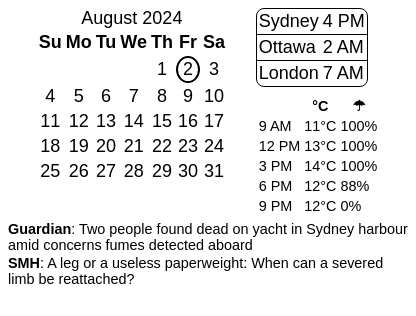 August 2024
Su Mo Tu We Th Fr Sa
1 2 3
4 5 6 7 8 9 10
11 12 13 14 15 16 17
18 19 20 21 22 23 24
25 26 27 28 29 30 31
Sydney 4 PM
Ottawa 2 AM
London 7 AM
°C ☂
9 AM 11°C 100%
12 PM 13°C 100%
3 PM 14°C 100%
6 PM 12°C 88%
9 PM 12°C 0%
Guardian: Two people found dead on yacht in Sydney harbour
amid concerns fumes detected aboard
SMH: A leg or a useless paperweight: When can a severed
limb be reattached?